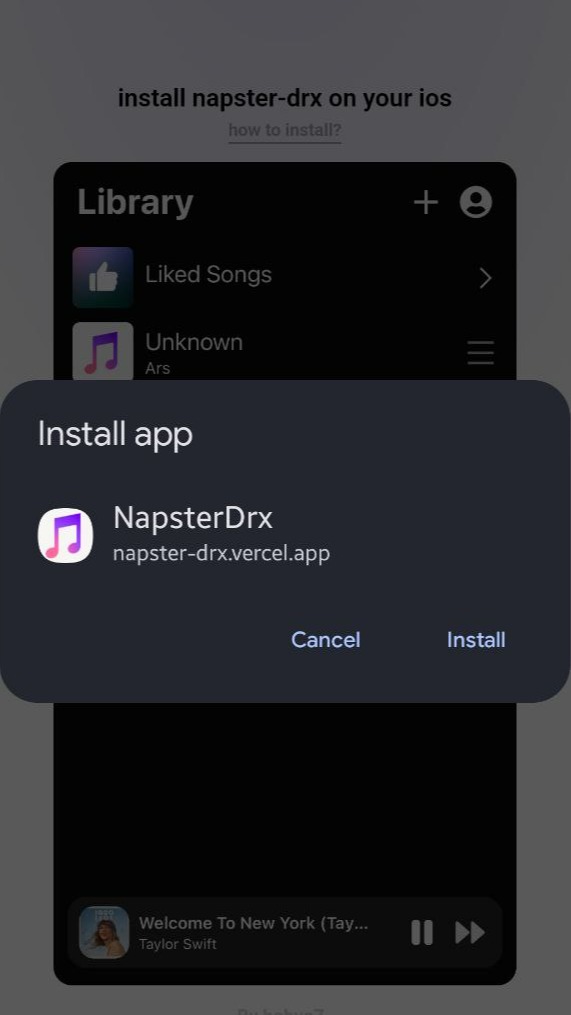 install napster-drx on your ios
how to install?
Library
Liked Songs
Unknown
Ars
Install app
NapsterDrx
napster-drx.vercel.app
Cancel
Install
Welcome To New York (Tay...
Taylor Swift